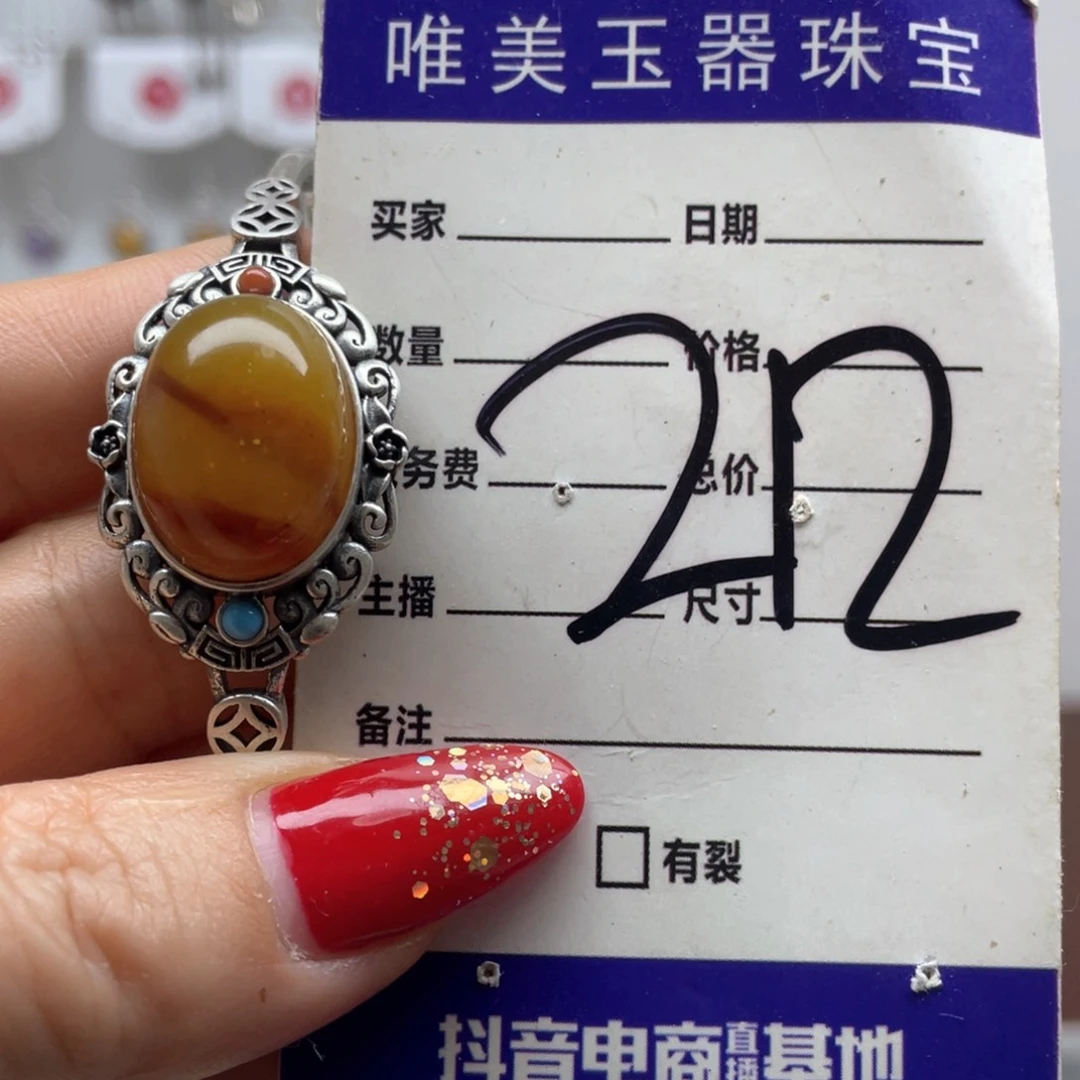 唯美玉器珠宝
买家 日期
数量 价格
务费 总价
主播 尺寸
212
备注
有裂
抖音电商直播基地